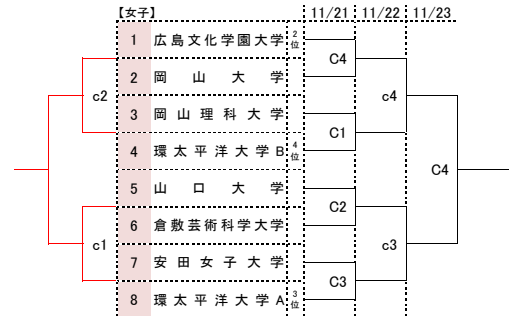 【女子】 11/21 11/22 11/23
1 広島文化学園大学 2位
C4
2 岡山大学
c2 c4
3 岡山理科大学
C1
4 環太平洋大学B 4位
C4
5 山口大学
C2
6 倉敷芸術科学大学
c1 c3
7 安田女子大学
C3
8 環太平洋大学A 3位